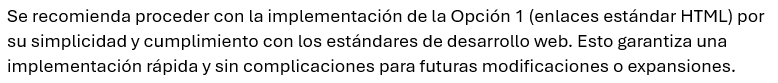 Se recomienda proceder con la implementación de la Opción 1 (enlaces estándar HTML) por
su simplicidad y cumplimiento con los estándares de desarrollo web. Esto garantiza una
implementación rápida y sin complicaciones para futuras modificaciones o expansiones.